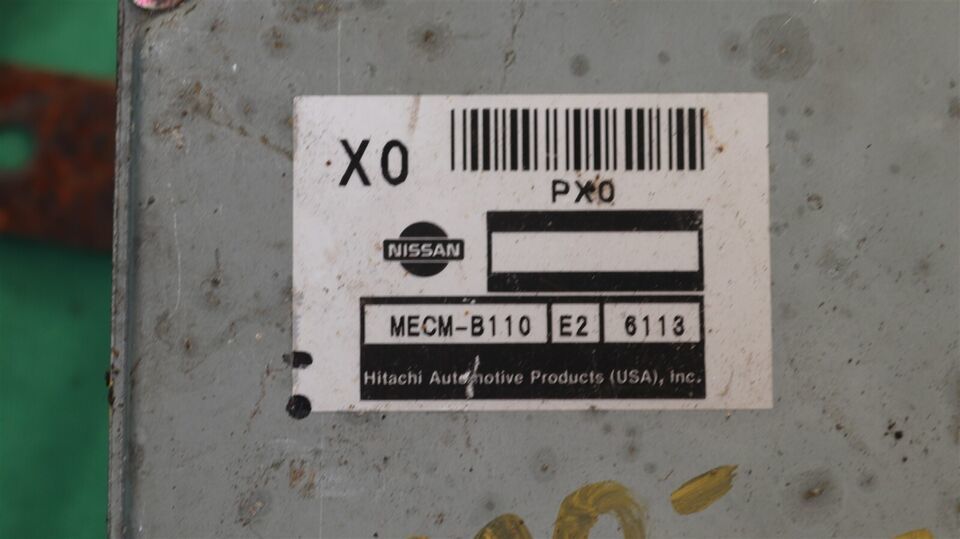 X0
PX0
NISSAN
MECM-B110 E2 6113
Hitachi Automotive Products (USA), Inc.